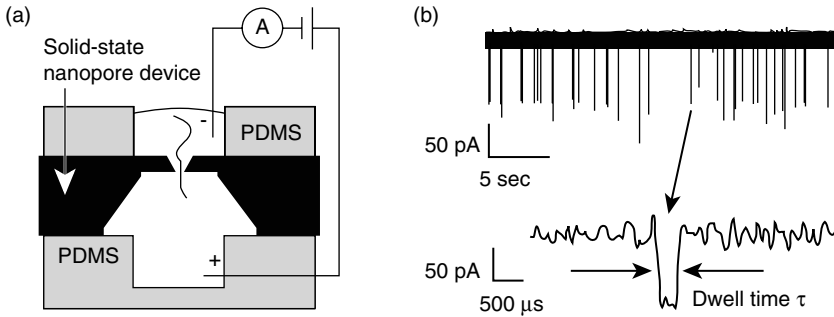 (a)
A
Solid-state
nanopore device
-
PDMS
PDMS
+
(b)
50 pA
5 sec
50 pA
500 μs
Dwell time τ